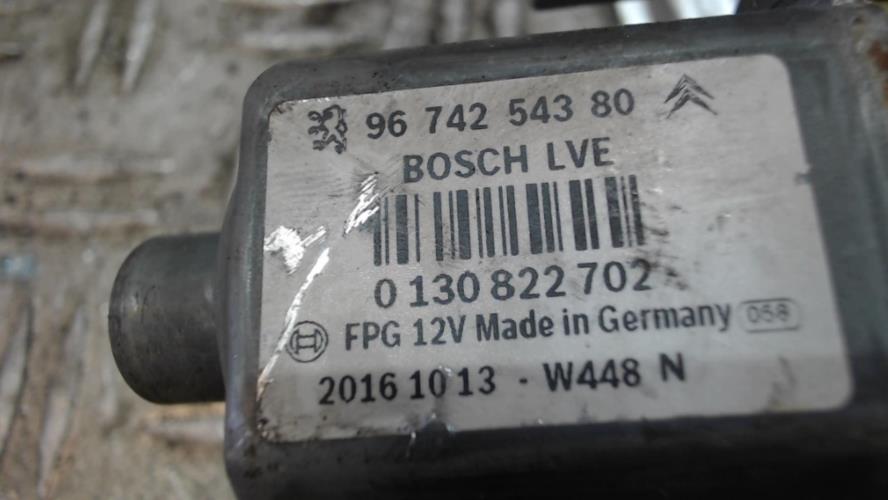 96 742 543 80
BOSCH LVE
0 130 822 702
FPG 12V Made in Germany 058
2016 10 13 - W448 N